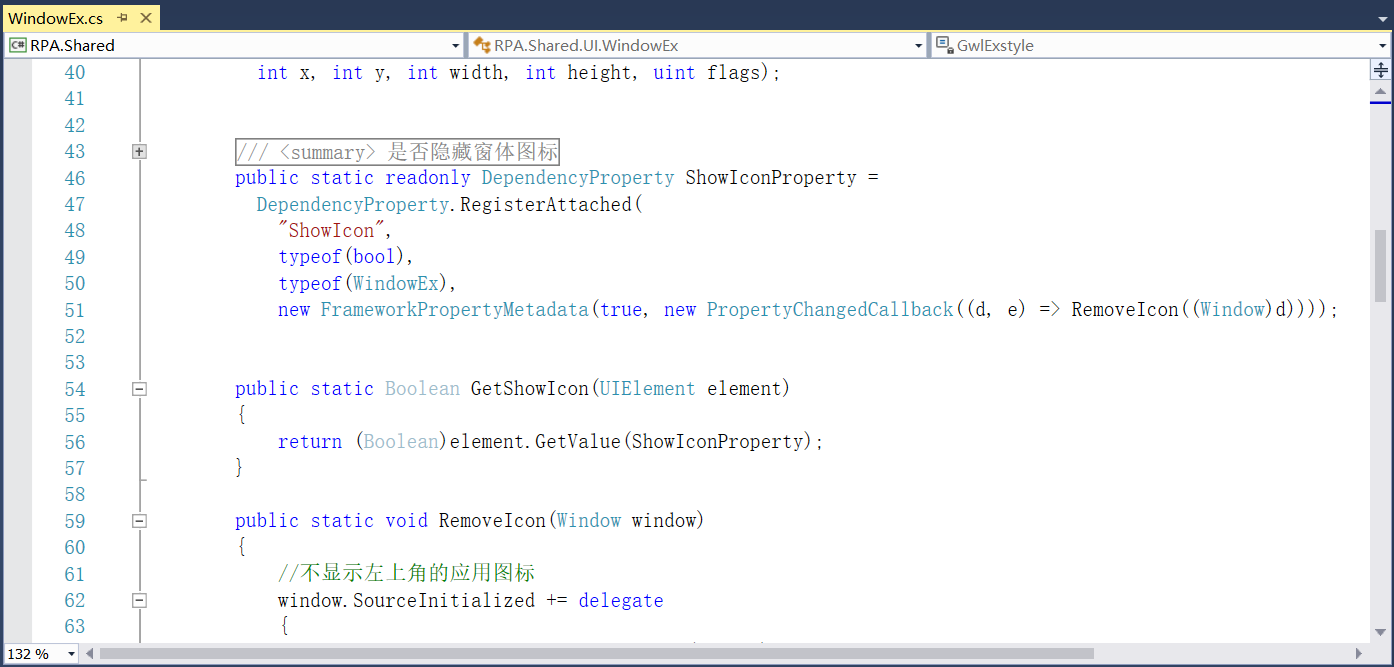 WindowEx.cs
RPA.Shared RPA.Shared.UI.WindowEx GwlExstyle
40 int x, int y, int width, int height, uint flags);
41
42
43 /// <summary> 是否隐藏窗体图标
46 public static readonly DependencyProperty ShowIconProperty =
47 DependencyProperty.RegisterAttached(
48 "ShowIcon",
49 typeof(bool),
50 typeof(WindowEx),
51 new FrameworkPropertyMetadata(true, new PropertyChangedCallback((d, e) => RemoveIcon((Window)d))));
52
53
54 public static Boolean GetShowIcon(UIElement element)
55 {
56 return (Boolean)element.GetValue(ShowIconProperty);
57 }
58
59 public static void RemoveIcon(Window window)
60 {
61 //不显示左上角的应用图标
62 window.SourceInitialized += delegate
63 {
132 %